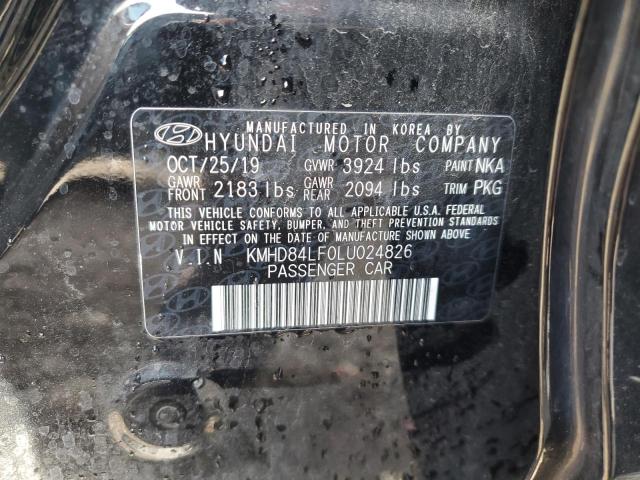 MANUFACTURED IN KOREA BY
HYUNDAI MOTOR COMPANY
OCT/25/19 GVWR 3924 lbs PAINT NKA
GAWR FRONT 2183 lbs GAWR REAR 2094 lbs TRIM PKG
THIS VEHICLE CONFORMS TO ALL APPLICABLE U.S.A. FEDERAL
MOTOR VEHICLE SAFETY, BUMPER, AND THEFT PREVENTION STANDARDS
IN EFFECT ON THE DATE OF MANUFACTURE SHOWN ABOVE.
V.I.N KMHD84LF0LU024826
PASSENGER CAR